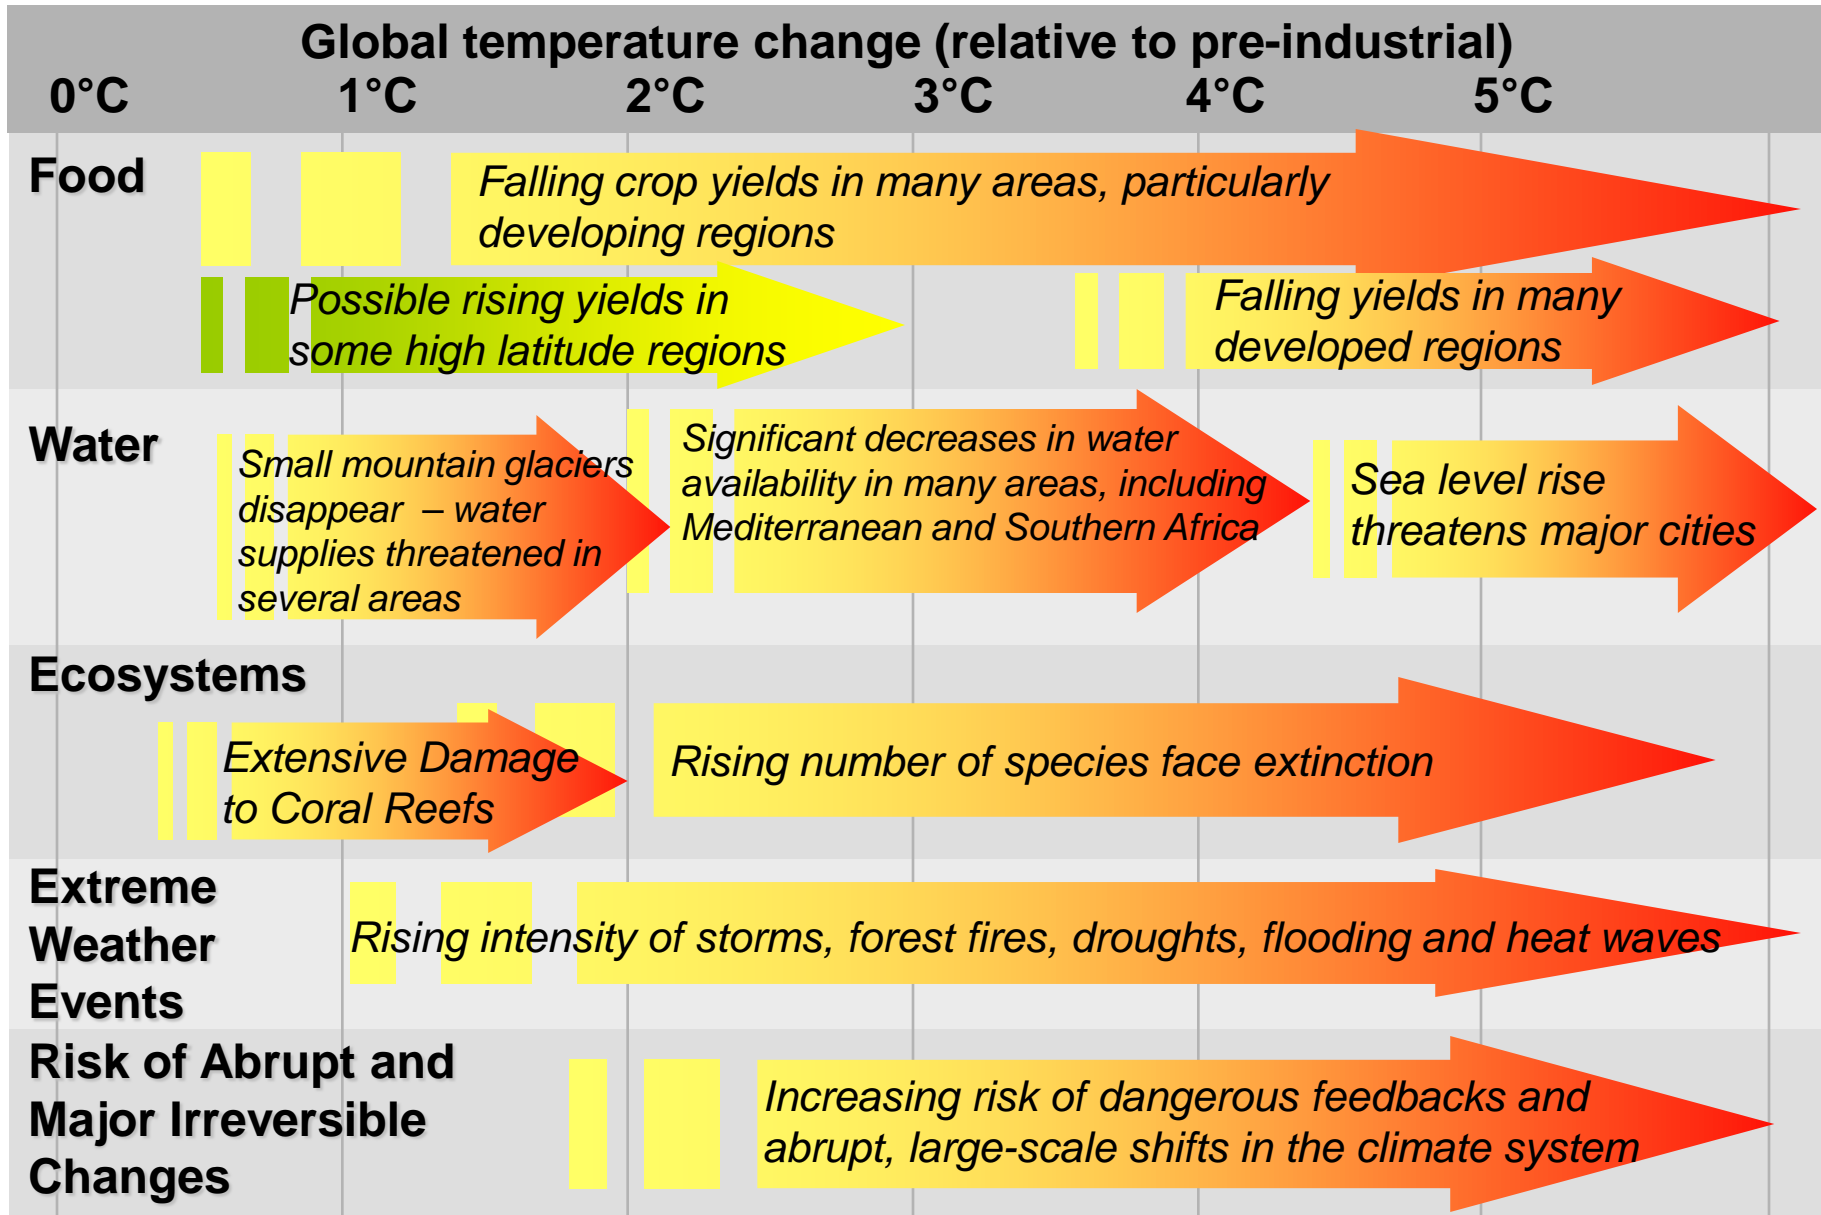 Global temperature change (relative to pre-industrial)
0°C 1°C 2°C 3°C 4°C 5°C
Food
Falling crop yields in many areas, particularly
developing regions
Possible rising yields in
some high latitude regions
Falling yields in many
developed regions
Water
Small mountain glaciers
disappear – water
supplies threatened in
several areas
Significant decreases in water
availability in many areas, including
Mediterranean and Southern Africa
Sea level rise
threatens major cities
Ecosystems
Extensive Damage
to Coral Reefs
Rising number of species face extinction
Extreme
Weather
Events
Rising intensity of storms, forest fires, droughts, flooding and heat waves
Risk of Abrupt and
Major Irreversible
Changes
Increasing risk of dangerous feedbacks and
abrupt, large-scale shifts in the climate system